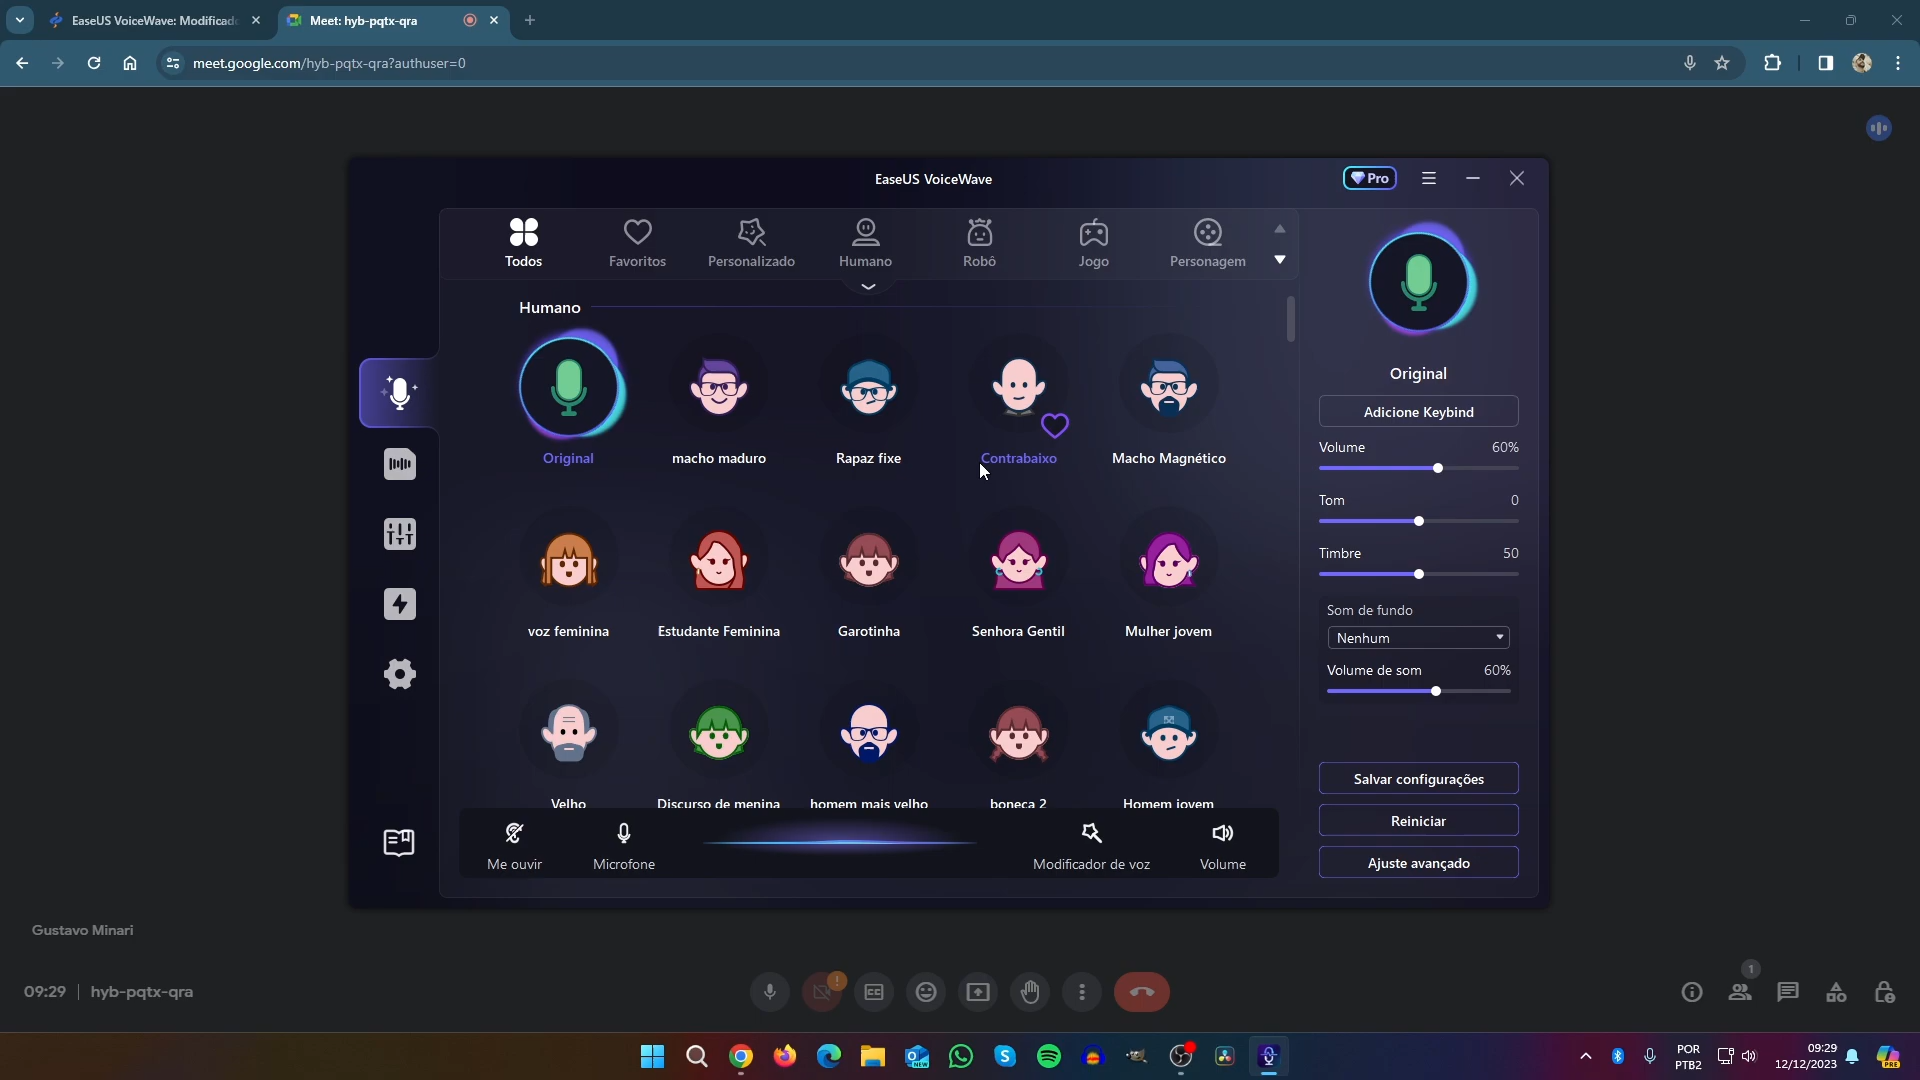 EaseUS VoiceWave: Modificad
Meet: hyb-pqtx-qra
meet.google.com/hyb-pqtx-qra?authuser=0
EaseUS VoiceWave
Pro
Todos
Favoritos
Personalizado
Humano
Robô
Jogo
Personagem
Humano
Original
macho maduro
Rapaz fixe
Contrabaixo
Macho Magnético
voz feminina
Estudante Feminina
Garotinha
Senhora Gentil
Mulher jovem
Velho
Discurso de menina
homem mais velho
boneca 2
Homem jovem
Me ouvir
Microfone
Modificador de voz
Volume
Original
Adicione Keybind
Volume 60%
Tom 0
Timbre 50
Som de fundo
Nenhum
Volume de som 60%
Salvar configurações
Reiniciar
Ajuste avançado
Gustavo Minari
09:29 | hyb-pqtx-qra
1
NEW
POR
PTB2
09:29
12/12/2023
PRE